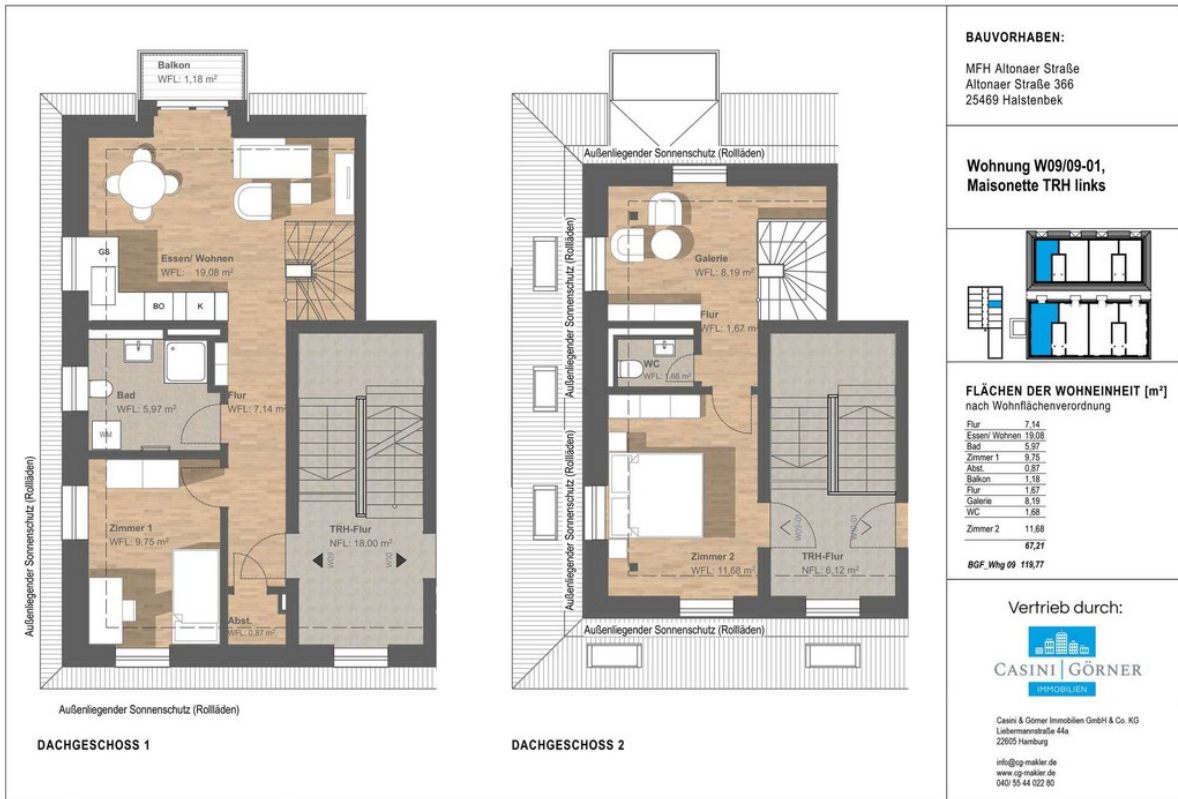 Balkon
WFL: 1,18 m²
Essen/ Wohnen
WFL: 19,08 m²
GS
BO
K
Bad
WFL: 5,97 m²
WM
Flur
WFL: 7,14 m²
Zimmer 1
WFL: 9,75 m²
TRH-Flur
NFL: 18,00 m²
W09
W10
Abst.
WFL: 0,87 m²
Außenliegender Sonnenschutz (Rollläden)
Außenliegender Sonnenschutz (Rollläden)
DACHGESCHOSS 1
Außenliegender Sonnenschutz (Rollläden)
Außenliegender Sonnenschutz (Rollläden)
Außenliegender Sonnenschutz (Rollläden)
Galerie
WFL: 8,19 m²
Flur
WFL: 1,67 m²
WC
WFL: 1,68 m²
Zimmer 2
WFL: 11,68 m²
W09-01
TRH-Flur
NFL: 6,12 m²
Außenliegender Sonnenschutz (Rollläden)
DACHGESCHOSS 2
BAUVORHABEN:
MFH Altonaer Straße
Altonaer Straße 366
25469 Halstenbek
Wohnung W09/09-01,
Maisonette TRH links
FLÄCHEN DER WOHNEINHEIT [m²]
nach Wohnflächenverordnung
Flur 7,14
Essen/ Wohnen 19,08
Bad 5,97
Zimmer 1 9,75
Abst. 0,87
Balkon 1,18
Flur 1,67
Galerie 8,19
WC 1,68
Zimmer 2 11,68
67,21
BGF_Whg 09 119,77
Vertrieb durch:
CASINI | GÖRNER
IMMOBILIEN
Casini & Görner Immobilien GmbH & Co. KG
Liebermannstraße 44a
22605 Hamburg
info@cg-makler.de
www.cg-makler.de
040/ 55 44 022 80